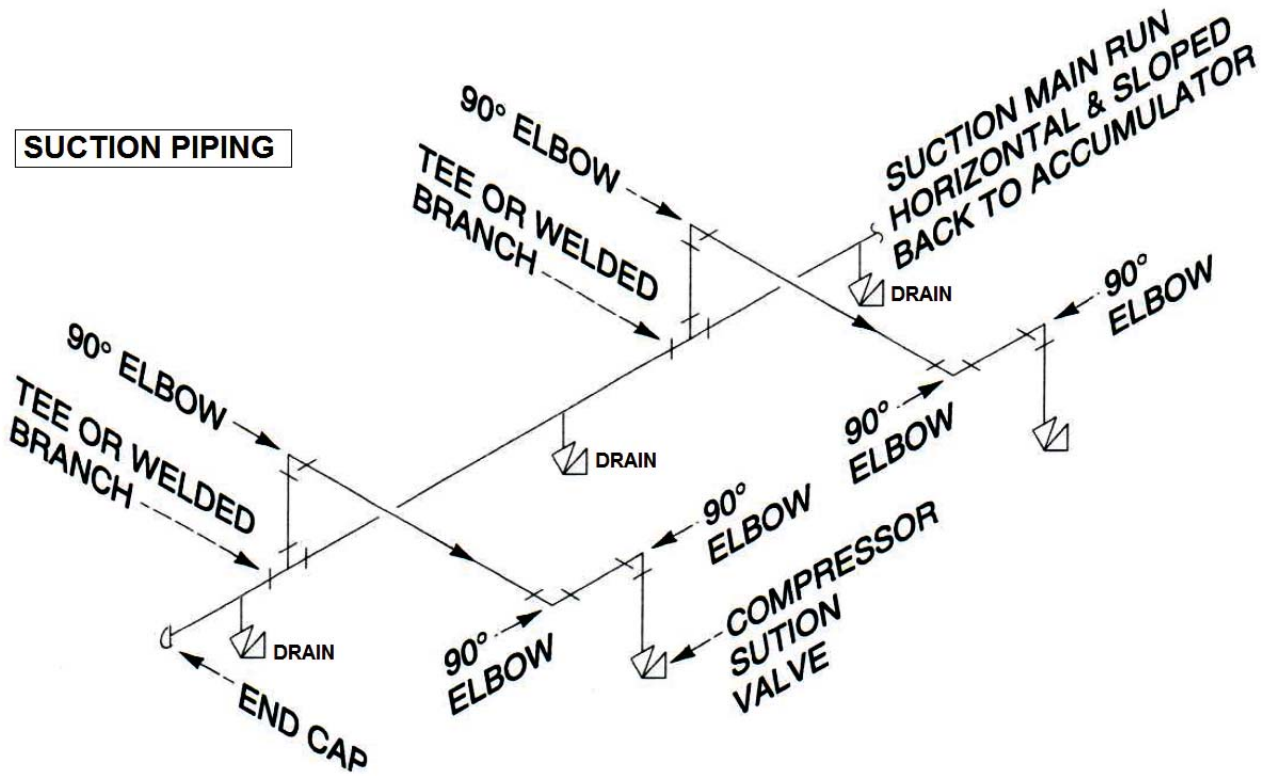 SUCTION PIPING
90° ELBOW
TEE OR WELDED
BRANCH
SUCTION MAIN RUN
HORIZONTAL & SLOPED
BACK TO ACCUMULATOR
DRAIN
90°
ELBOW
90° ELBOW
TEE OR WELDED
BRANCH
90°
ELBOW
DRAIN
90°
ELBOW
COMPRESSOR
SUTION
VALVE
DRAIN
90°
ELBOW
END CAP